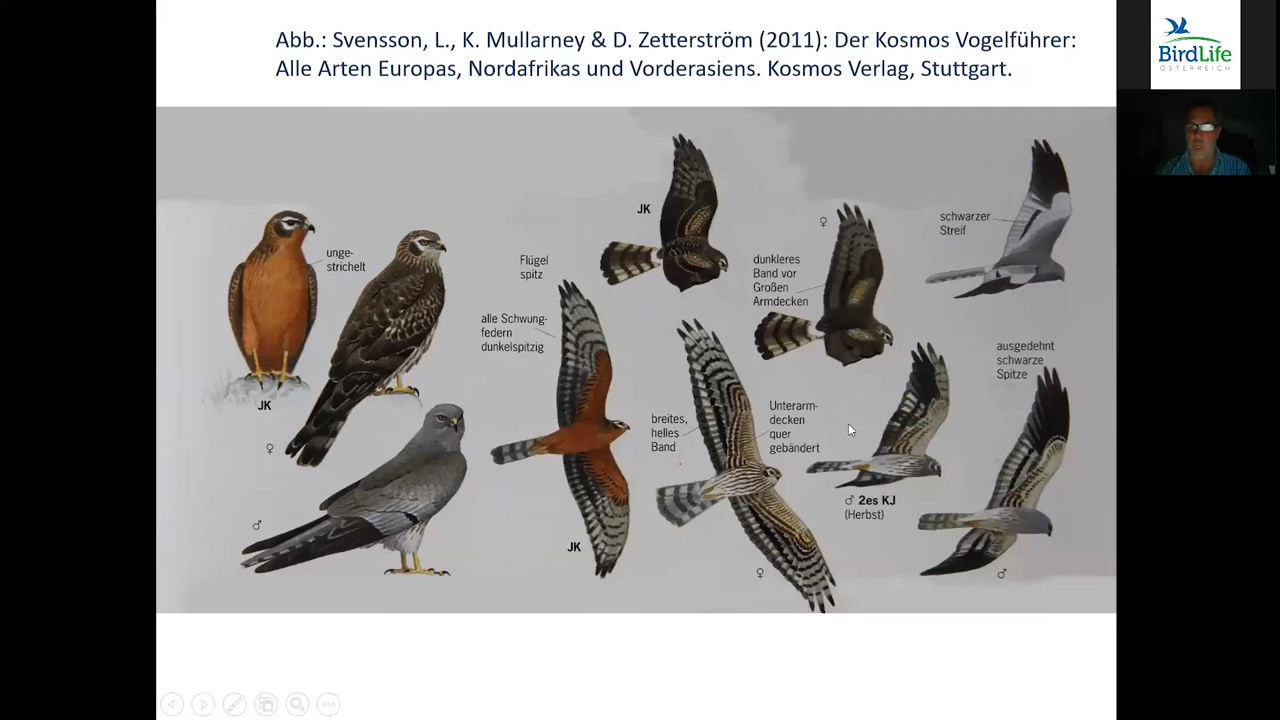 Abb.: Svensson, L., K. Mullarney & D. Zetterström (2011): Der Kosmos Vogelführer:
Alle Arten Europas, Nordafrikas und Vorderasiens. Kosmos Verlag, Stuttgart.
BirdLife
ÖSTERREICH
JK
♀
schwarzer
Streif
unge-
strichelt
Flügel
spitz
dunkleres
Band vor
Großen
Armdecken
alle Schwung-
federn
dunkelspitzig
ausgedehnt
schwarze
Spitze
JK
♀
breites,
helles
Band
Unterarm-
decken
quer
gebändert
♂ 2es KJ
(Herbst)
♂
JK
♀
♂